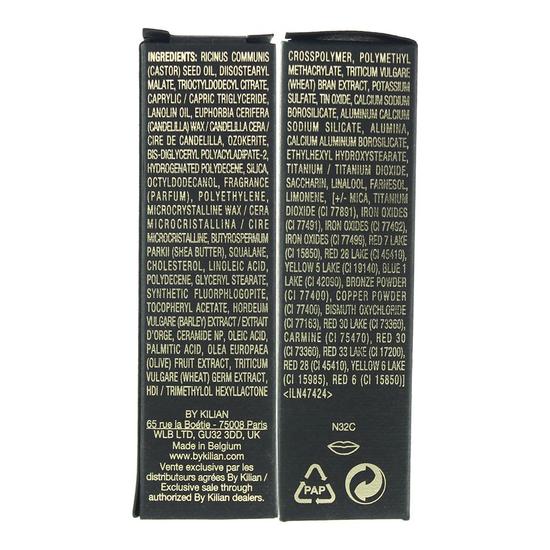 INGREDIENTS: RICINUS COMMUNIS
(CASTOR) SEED OIL, DIISOSTEARYL
MALATE, TRIOCTYLDODECYL CITRATE,
CAPRYLIC / CAPRIC TRIGLYCERIDE,
LANOLIN OIL, EUPHORBIA CERIFERA
(CANDELILLA) WAX / CANDELILLA CERA /
CIRE DE CANDELILLA, OZOKERITE,
BIS-DIGLYCERYL POLYACYLADIPATE-2,
HYDROGENATED POLYDECENE, SILICA,
OCTYLDODECANOL, FRAGRANCE
(PARFUM), POLYETHYLENE,
MICROCRYSTALLINE WAX / CERA
MICROCRISTALLINA / CIRE
MICROCRISTALLINE, BUTYROSPERMUM
PARKII (SHEA BUTTER), SQUALANE,
CHOLESTEROL, LINOLEIC ACID,
POLYDECENE, GLYCERYL STEARATE,
SYNTHETIC FLUORPHLOGOPITE,
TOCOPHERYL ACETATE, HORDEUM
VULGARE (BARLEY) EXTRACT / EXTRAIT
D'ORGE, CERAMIDE NP, OLEIC ACID,
PALMITIC ACID, OLEA EUROPAEA
(OLIVE) FRUIT EXTRACT, TRITICUM
VULGARE (WHEAT) GERM EXTRACT,
HDI / TRIMETHYLOL HEXYLLACTONE
BY KILIAN
65 rue la Boétie - 75008 Paris
WLB LTD, GU32 3DD, UK
Made in Belgium
www.bykilian.com
Vente exclusive par les
distributeurs agréées By Kilian /
Exclusive sale through
authorized By Kilian dealers.
CROSSPOLYMER, POLYMETHYL
METHACRYLATE, TRITICUM VULGARE
(WHEAT) BRAN EXTRACT, POTASSIUM
SULFATE, TIN OXIDE, CALCIUM SODIUM
BOROSILICATE, ALUMINUM CALCIUM
SODIUM SILICATE, ALUMINA,
CALCIUM ALUMINUM BOROSILICATE,
ETHYLHEXYL HYDROXYSTEARATE,
TITANIUM / TITANIUM DIOXIDE,
SACCHARIN, LINALOOL, FARNESOL,
LIMONENE, [+/- MICA, TITANIUM
DIOXIDE (CI 77891), IRON OXIDES
(CI 77491), IRON OXIDES (CI 77492),
IRON OXIDES (CI 77499), RED 7 LAKE
(CI 15850), RED 28 LAKE (CI 45410),
YELLOW 5 LAKE (CI 19140), BLUE 1
LAKE (CI 42090), BRONZE POWDER
(CI 77400), COPPER POWDER
(CI 77400), BISMUTH OXYCHLORIDE
(CI 77163), RED 30 LAKE (CI 73360),
CARMINE (CI 75470), RED 30
(CI 73360), RED 33 LAKE (CI 17200),
RED 28 (CI 45410), YELLOW 6 LAKE
(CI 15985), RED 6 (CI 15850)]
<ILN47424>
N32C
PAP